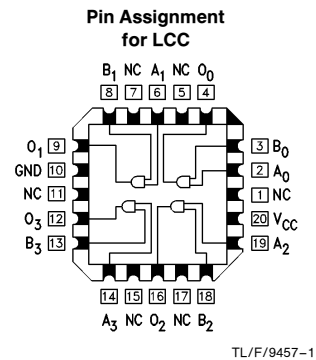 Pin Assignment
for LCC
B1 NC A1 NC O0
8 7 6 5 4
O1 9 3 B0
GND 10 2 A0
NC 11 1 NC
O3 12 20 VCC
B3 13 19 A2
14 15 16 17 18
A3 NC O2 NC B2
TL/F/9457–1